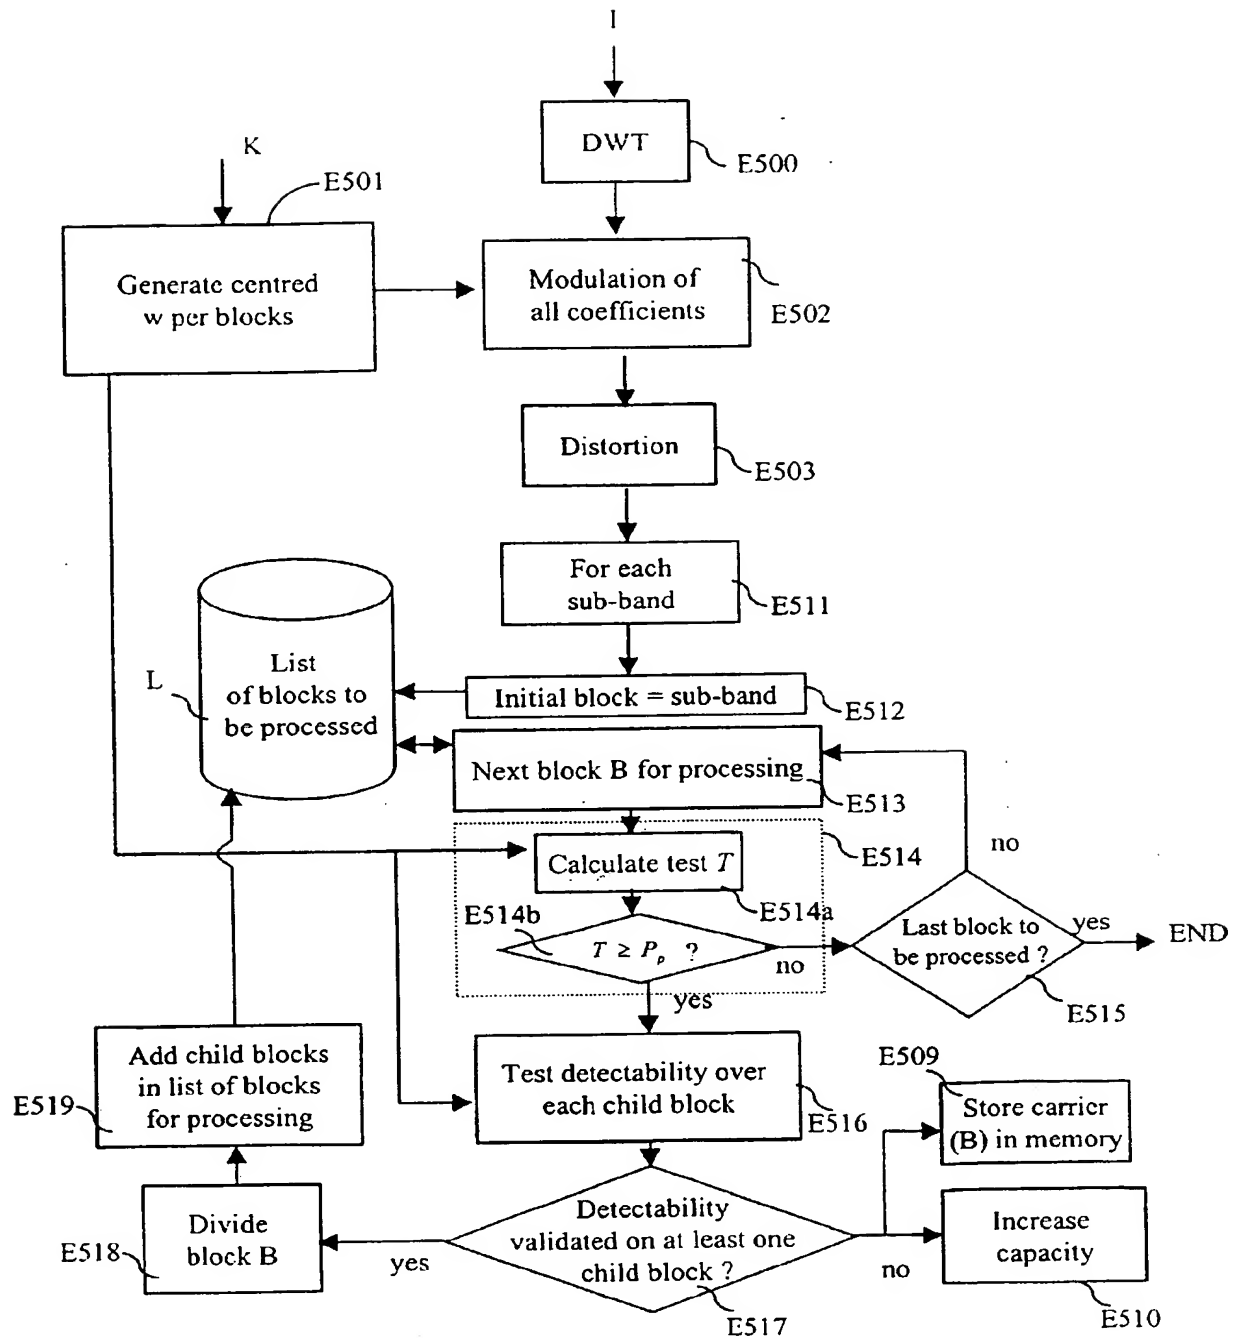 I
DWT
E500
K
E501
Generate centred
w per blocks
Modulation of
all coefficients
E502
Distortion
E503
For each
sub-band
E511
List
of blocks to
be processed
L
Initial block = sub-band
E512
Next block B for processing
E513
Calculate test T
E514
E514a
no
E514b
T ≥ Pp ?
no
yes
Last block to
be processed ?
yes
END
E515
Add child blocks
in list of blocks
for processing
E519
Test detectability over
each child block
E516
E509
Store carrier
(B) in memory
Divide
block B
E518
yes
Detectability
validated on at least one
child block ?
E517
no
Increase
capacity
E510